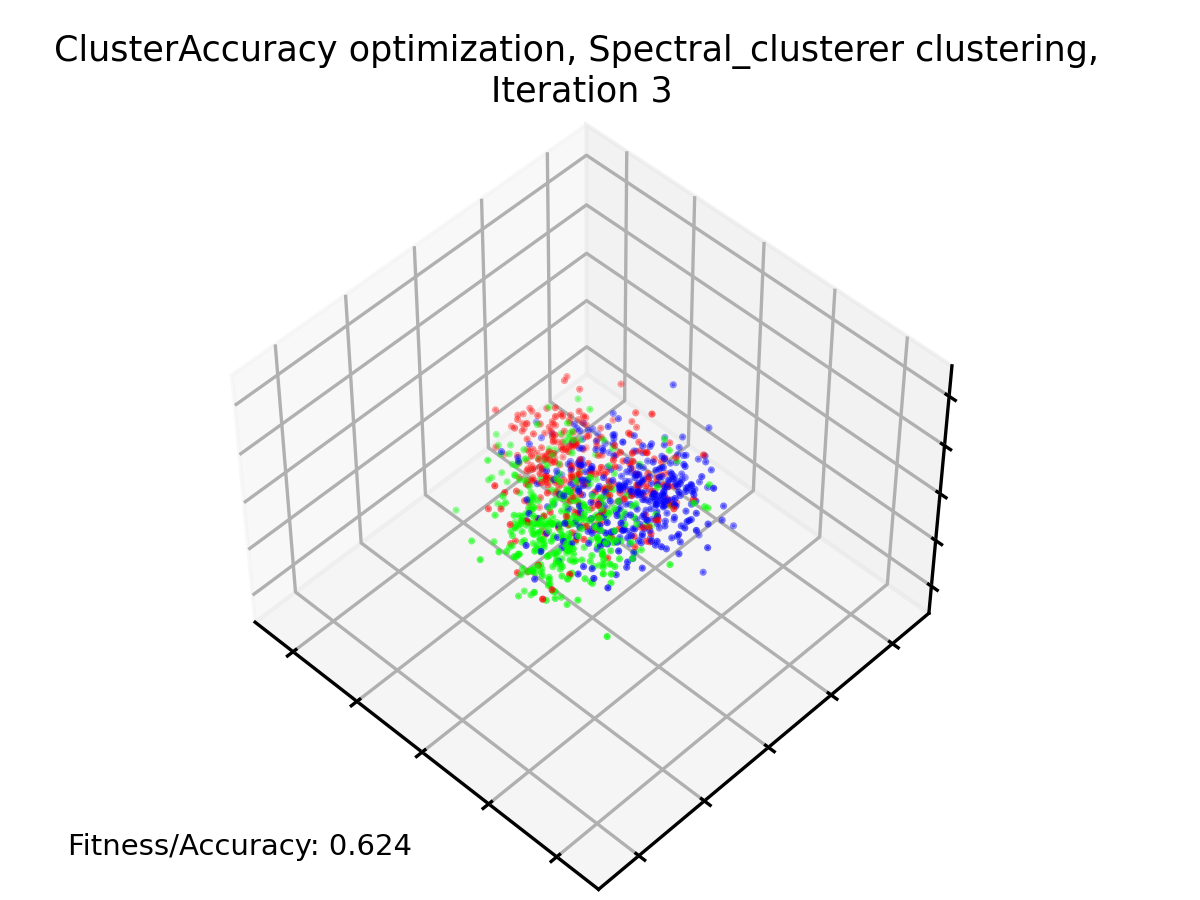 ClusterAccuracy optimization, Spectral_clusterer clustering,
Iteration 3
Fitness/Accuracy: 0.624